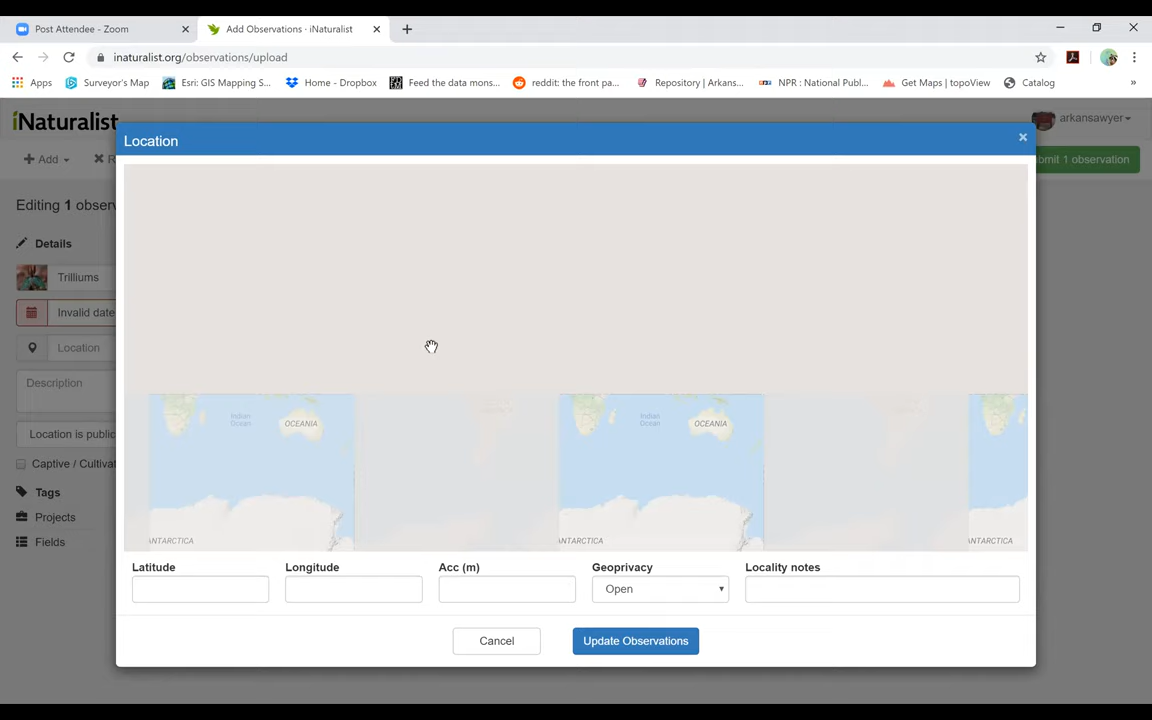 Post Attendee - Zoom
Add Observations · iNaturalist
inaturalist.org/observations/upload
Apps
Surveyor's Map
Esri: GIS Mapping S...
Home - Dropbox
Feed the data mons...
reddit: the front pa...
Repository | Arkans...
NPR : National Publ...
Get Maps | topoView
Catalog
»
iNaturalist
arkansawyer
Location
Add
R
bmit 1 observation
Editing 1 obser
Details
Trilliums
Invalid date
Location
Description
Location is public
Captive / Cultivat
Tags
Projects
Fields
Indian
Ocean
OCEANIA
Indian
Ocean
OCEANIA
ANTARCTICA
ANTARCTICA
ANTARCTICA
Latitude
Longitude
Acc (m)
Geoprivacy
Locality notes
Open
Cancel
Update Observations